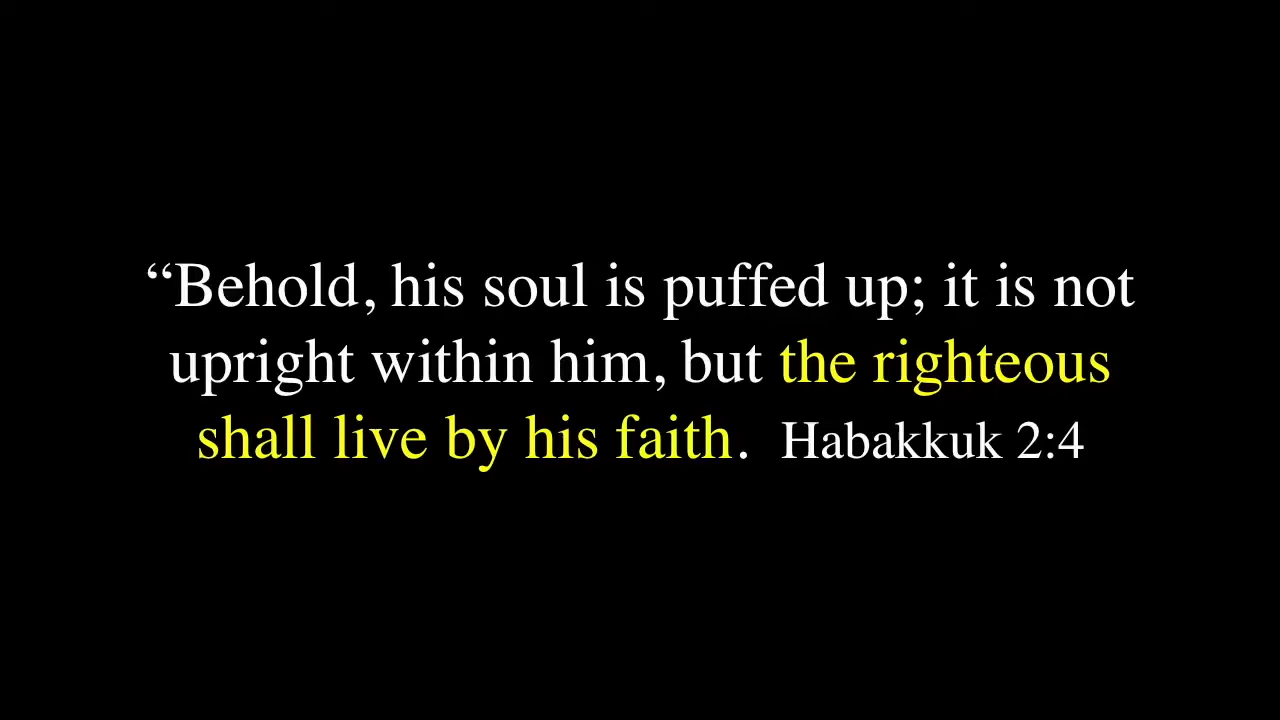 “Behold, his soul is puffed up; it is not
upright within him, but the righteous
shall live by his faith.  Habakkuk 2:4